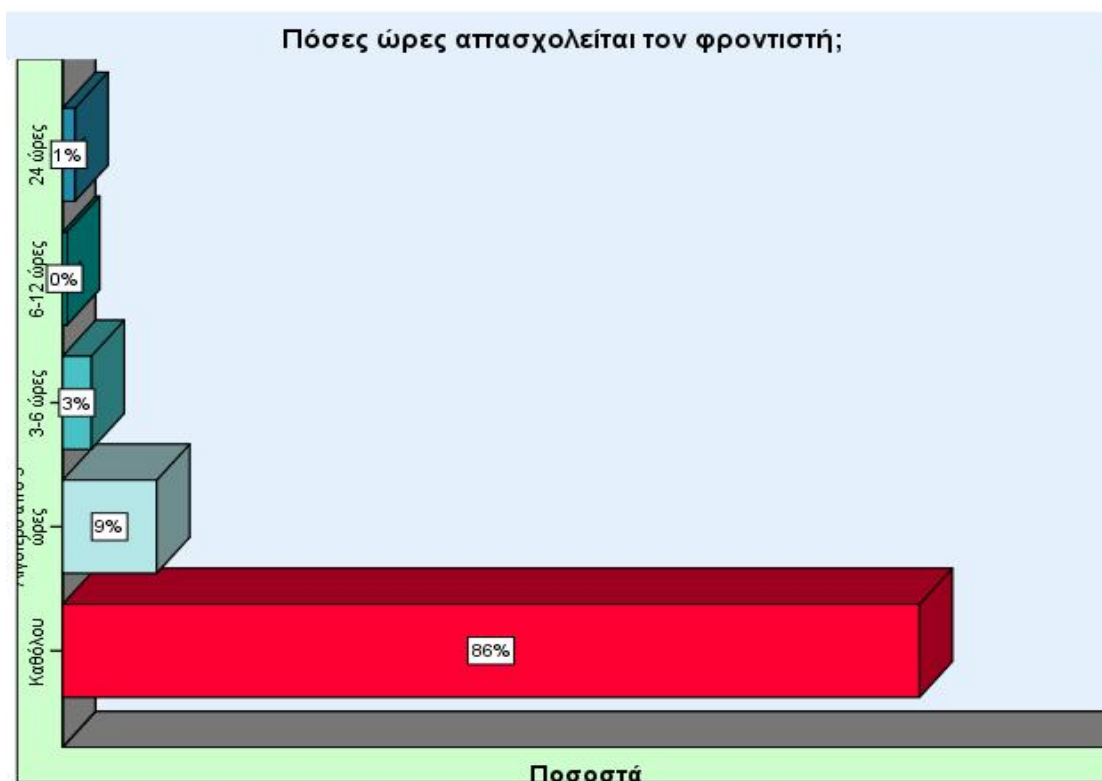 Πόσες ώρες απασχολείται τον φροντιστή;
24 ώρες
1%
6-12 ώρες
0%
3-6 ώρες
3%
ώρες
9%
Καθόλου
86%
Ποσοστά